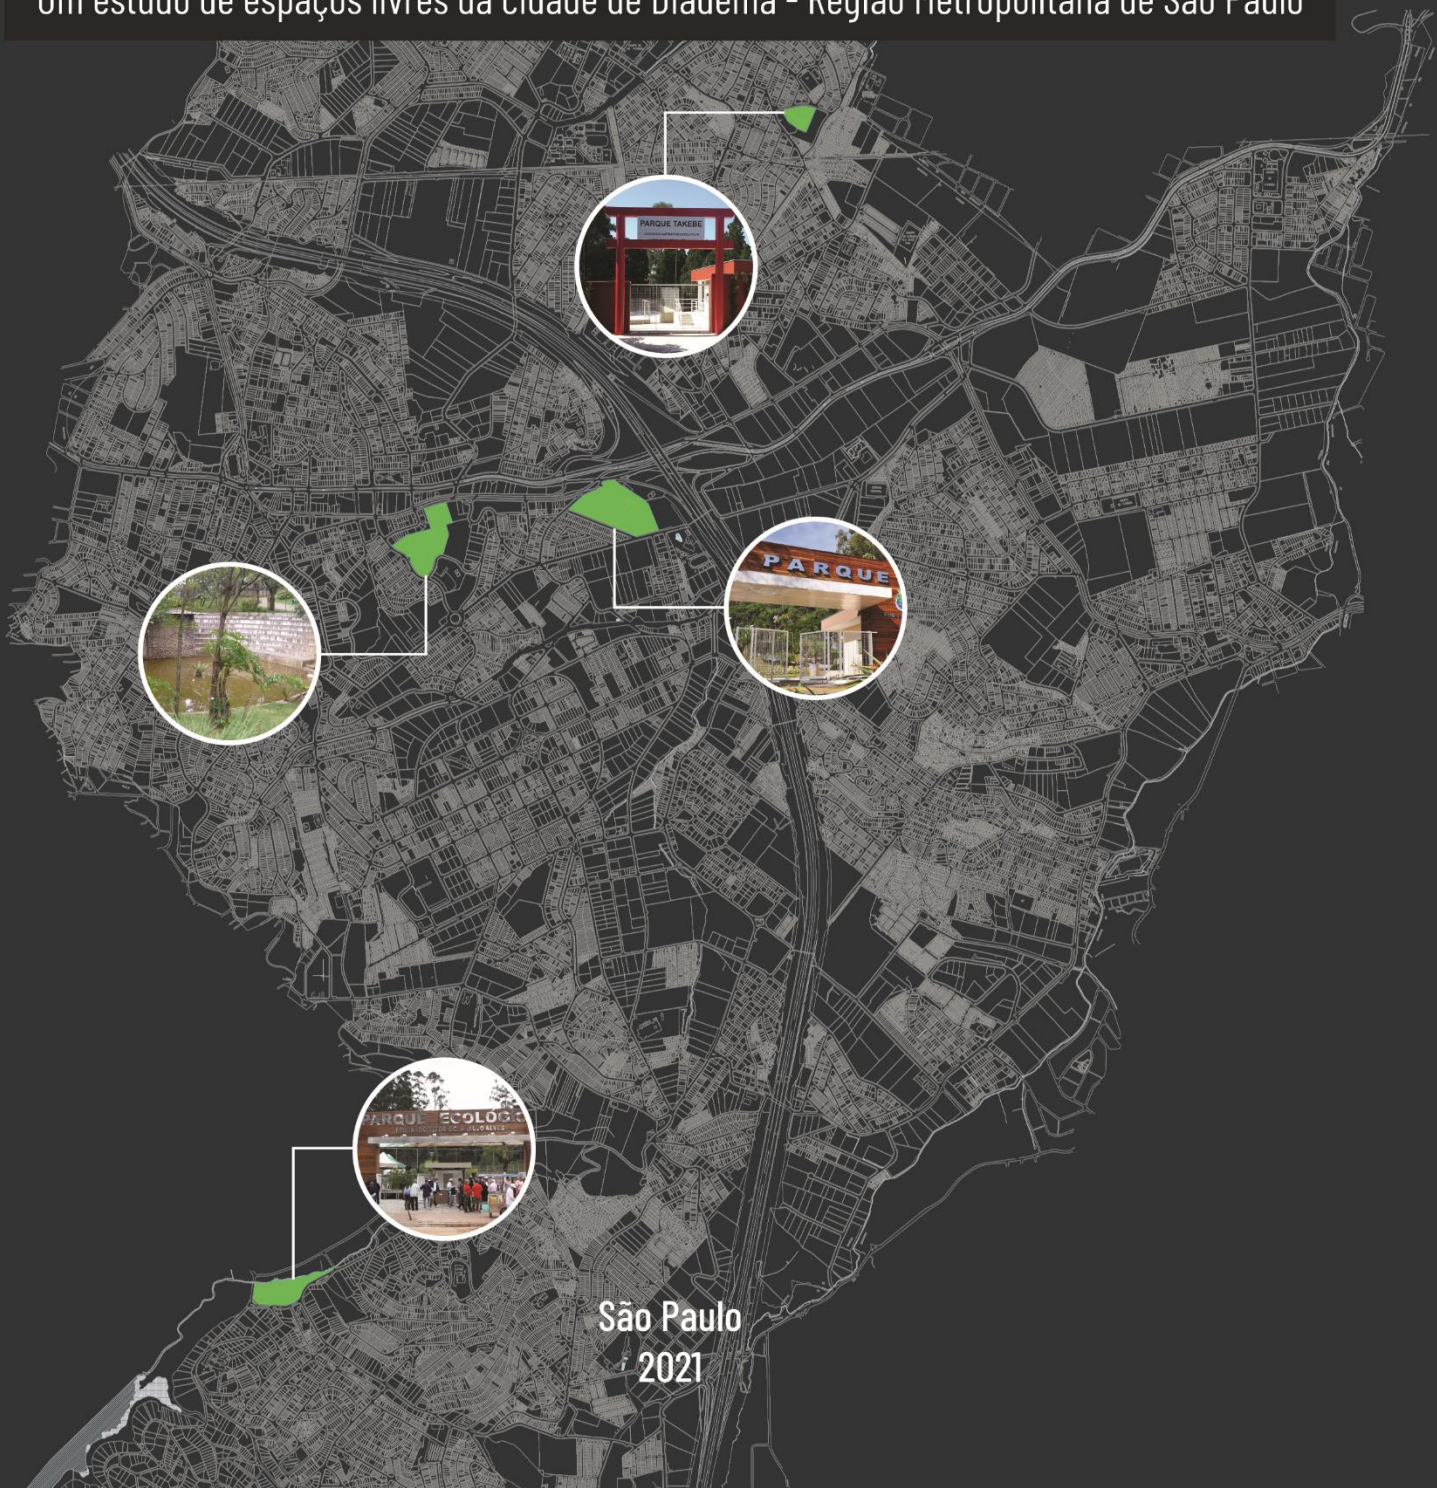 Um estudo de espaços livres da cidade de Diadema - Região Metropolitana de São Paulo
PARQUE TAKEBE
PARQUE
PARQUE ECOLÓGI
São Paulo
2021